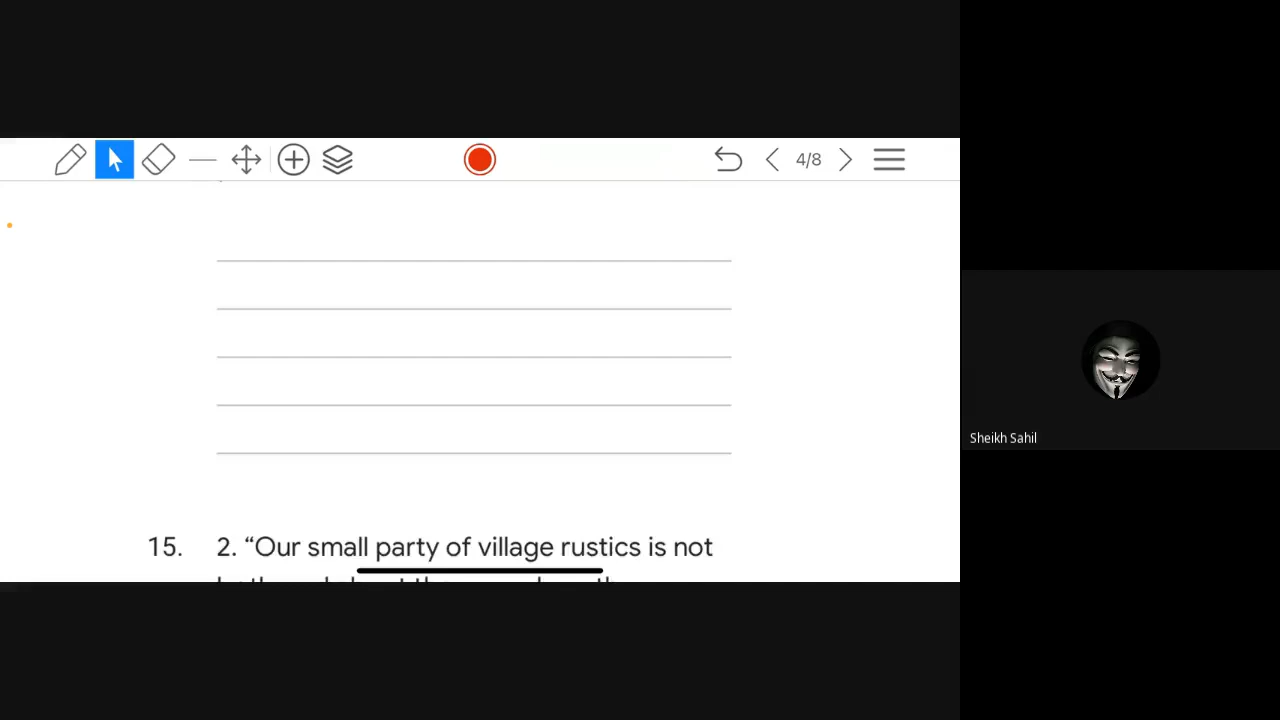 4/8
Sheikh Sahil
15. 2. “Our small party of village rustics is not